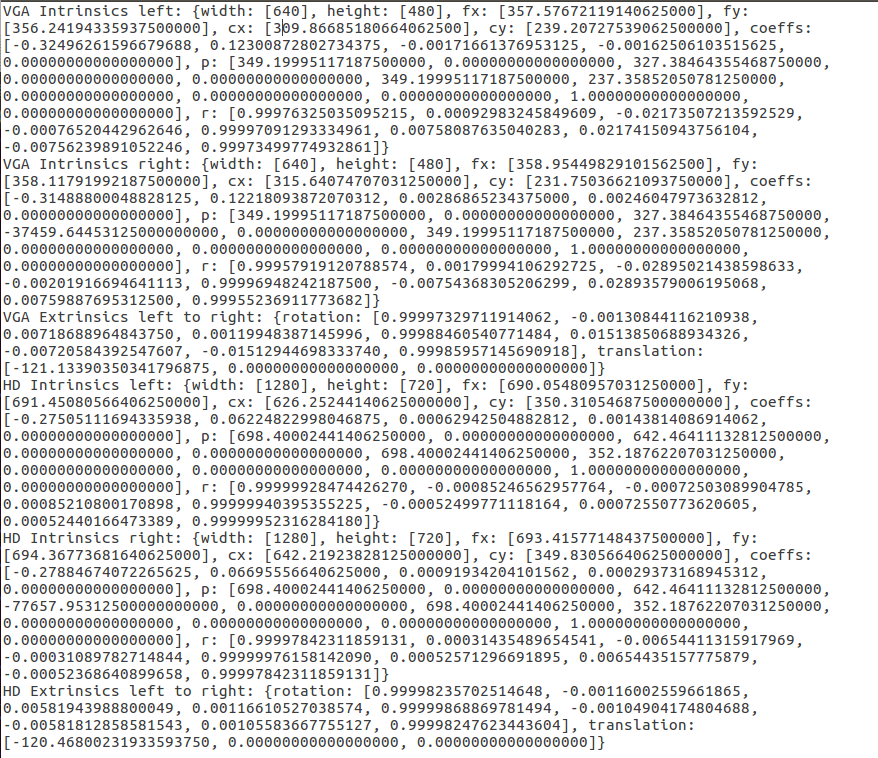 VGA Intrinsics left: {width: [640], height: [480], fx: [357.57672119140625000], fy:
[356.24194335937500000], cx: [309.86685180664062500], cy: [239.20727539062500000], coeffs:
[-0.32496261596679688, 0.12300872802734375, -0.00171661376953125, -0.00162506103515625,
0.00000000000000000], p: [349.19995117187500000, 0.00000000000000000, 327.38464355468750000,
0.00000000000000000, 0.00000000000000000, 349.19995117187500000, 237.35852050781250000,
0.00000000000000000, 0.00000000000000000, 0.00000000000000000, 1.00000000000000000,
0.00000000000000000], r: [0.99976325035095215, 0.00092983245849609, -0.02173507213592529,
-0.00076520442962646, 0.99997091293334961, 0.00758087635040283, 0.02174150943756104,
-0.00756239891052246, 0.99973499774932861]}
VGA Intrinsics right: {width: [640], height: [480], fx: [358.95449829101562500], fy:
[358.11791992187500000], cx: [315.64074707031250000], cy: [231.75036621093750000], coeffs:
[-0.31488800048828125, 0.12218093872070312, 0.00286865234375000, 0.00246047973632812,
0.00000000000000000], p: [349.19995117187500000, 0.00000000000000000, 327.38464355468750000,
-37459.64453125000000000, 0.00000000000000000, 349.19995117187500000, 237.35852050781250000,
0.00000000000000000, 0.00000000000000000, 0.00000000000000000, 1.00000000000000000,
0.00000000000000000], r: [0.99957919120788574, 0.00179994106292725, -0.02895021438598633,
-0.00201916694641113, 0.99996948242187500, -0.00754368305206299, 0.02893579006195068,
0.00759887695312500, 0.99955236911773682]}
VGA Extrinsics left to right: {rotation: [0.99997329711914062, -0.00130844116210938,
0.00718688964843750, 0.00119948387145996, 0.99988460540771484, 0.01513850688934326,
-0.00720584392547607, -0.01512944698333740, 0.99985957145690918], translation:
[-121.13390350341796875, 0.00000000000000000, 0.00000000000000000]}
HD Intrinsics left: {width: [1280], height: [720], fx: [690.05480957031250000], fy:
[691.45080566406250000], cx: [626.25244140625000000], cy: [350.31054687500000000], coeffs:
[-0.27505111694335938, 0.06224822998046875, 0.00062942504882812, 0.00143814086914062,
0.00000000000000000], p: [698.40002441406250000, 0.00000000000000000, 642.46411132812500000,
0.00000000000000000, 0.00000000000000000, 698.40002441406250000, 352.18762207031250000,
0.00000000000000000, 0.00000000000000000, 0.00000000000000000, 1.00000000000000000,
0.00000000000000000], r: [0.99999928474426270, -0.00085246562957764, -0.00072503089904785,
0.00085210800170898, 0.99999940395355225, -0.00052499771118164, 0.00072550773620605,
0.00052440166473389, 0.99999952316284180]}
HD Intrinsics right: {width: [1280], height: [720], fx: [693.41577148437500000], fy:
[694.36773681640625000], cx: [642.21923828125000000], cy: [349.83056640625000000], coeffs:
[-0.27884674072265625, 0.06695556640625000, 0.00091934204101562, 0.00029373168945312,
0.00000000000000000], p: [698.40002441406250000, 0.00000000000000000, 642.46411132812500000,
-77657.95312500000000000, 0.00000000000000000, 698.40002441406250000, 352.18762207031250000,
0.00000000000000000, 0.00000000000000000, 0.00000000000000000, 1.00000000000000000,
0.00000000000000000], r: [0.99997842311859131, 0.00031435489654541, -0.00654411315917969,
-0.00031089782714844, 0.99999976158142090, 0.00052571296691895, 0.00654435157775879,
-0.00052368640899658, 0.99997842311859131]}
HD Extrinsics left to right: {rotation: [0.99998235702514648, -0.00116002559661865,
0.00581943988800049, 0.00116610527038574, 0.99999868869781494, -0.00104904174804688,
-0.00581812858581543, 0.00105583667755127, 0.99998247623443604], translation:
[-120.46800231933593750, 0.00000000000000000, 0.00000000000000000]}